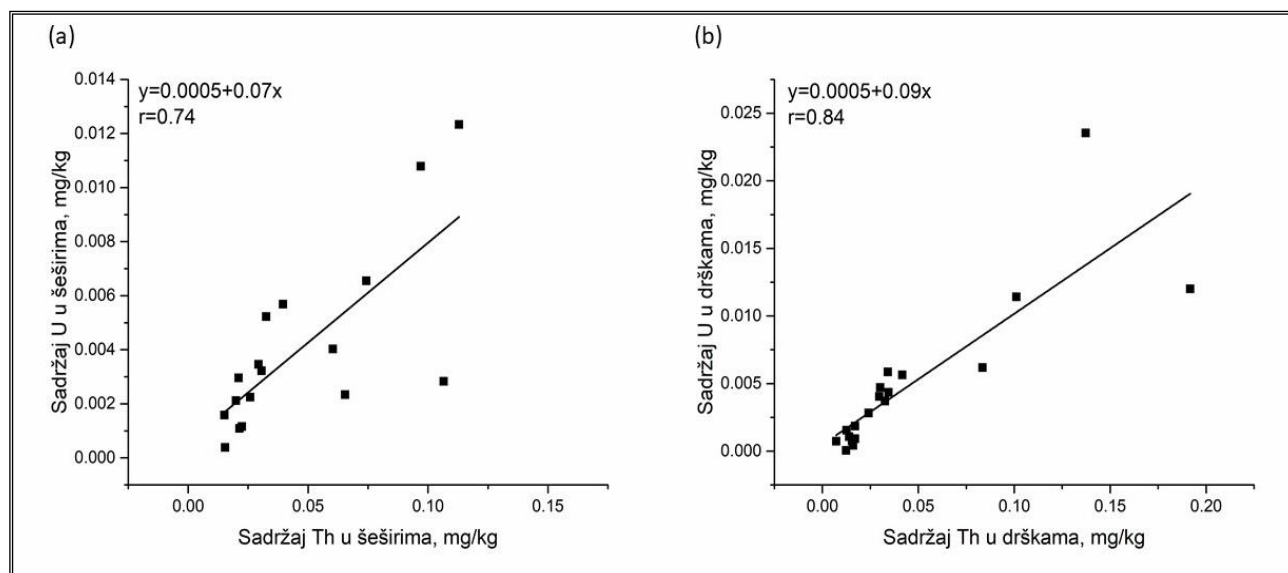 (a)
y=0.0005+0.07x
r=0.74
0.014
0.012
0.010
0.008
0.006
0.004
0.002
0.000
Sadržaj U u šeširima, mg/kg
0.00
0.05
0.10
0.15
Sadržaj Th u šeširima, mg/kg
(b)
y=0.0005+0.09x
r=0.84
0.025
0.020
0.015
0.010
0.005
0.000
Sadržaj U u drškama, mg/kg
0.00
0.05
0.10
0.15
0.20
Sadržaj Th u drškama, mg/kg